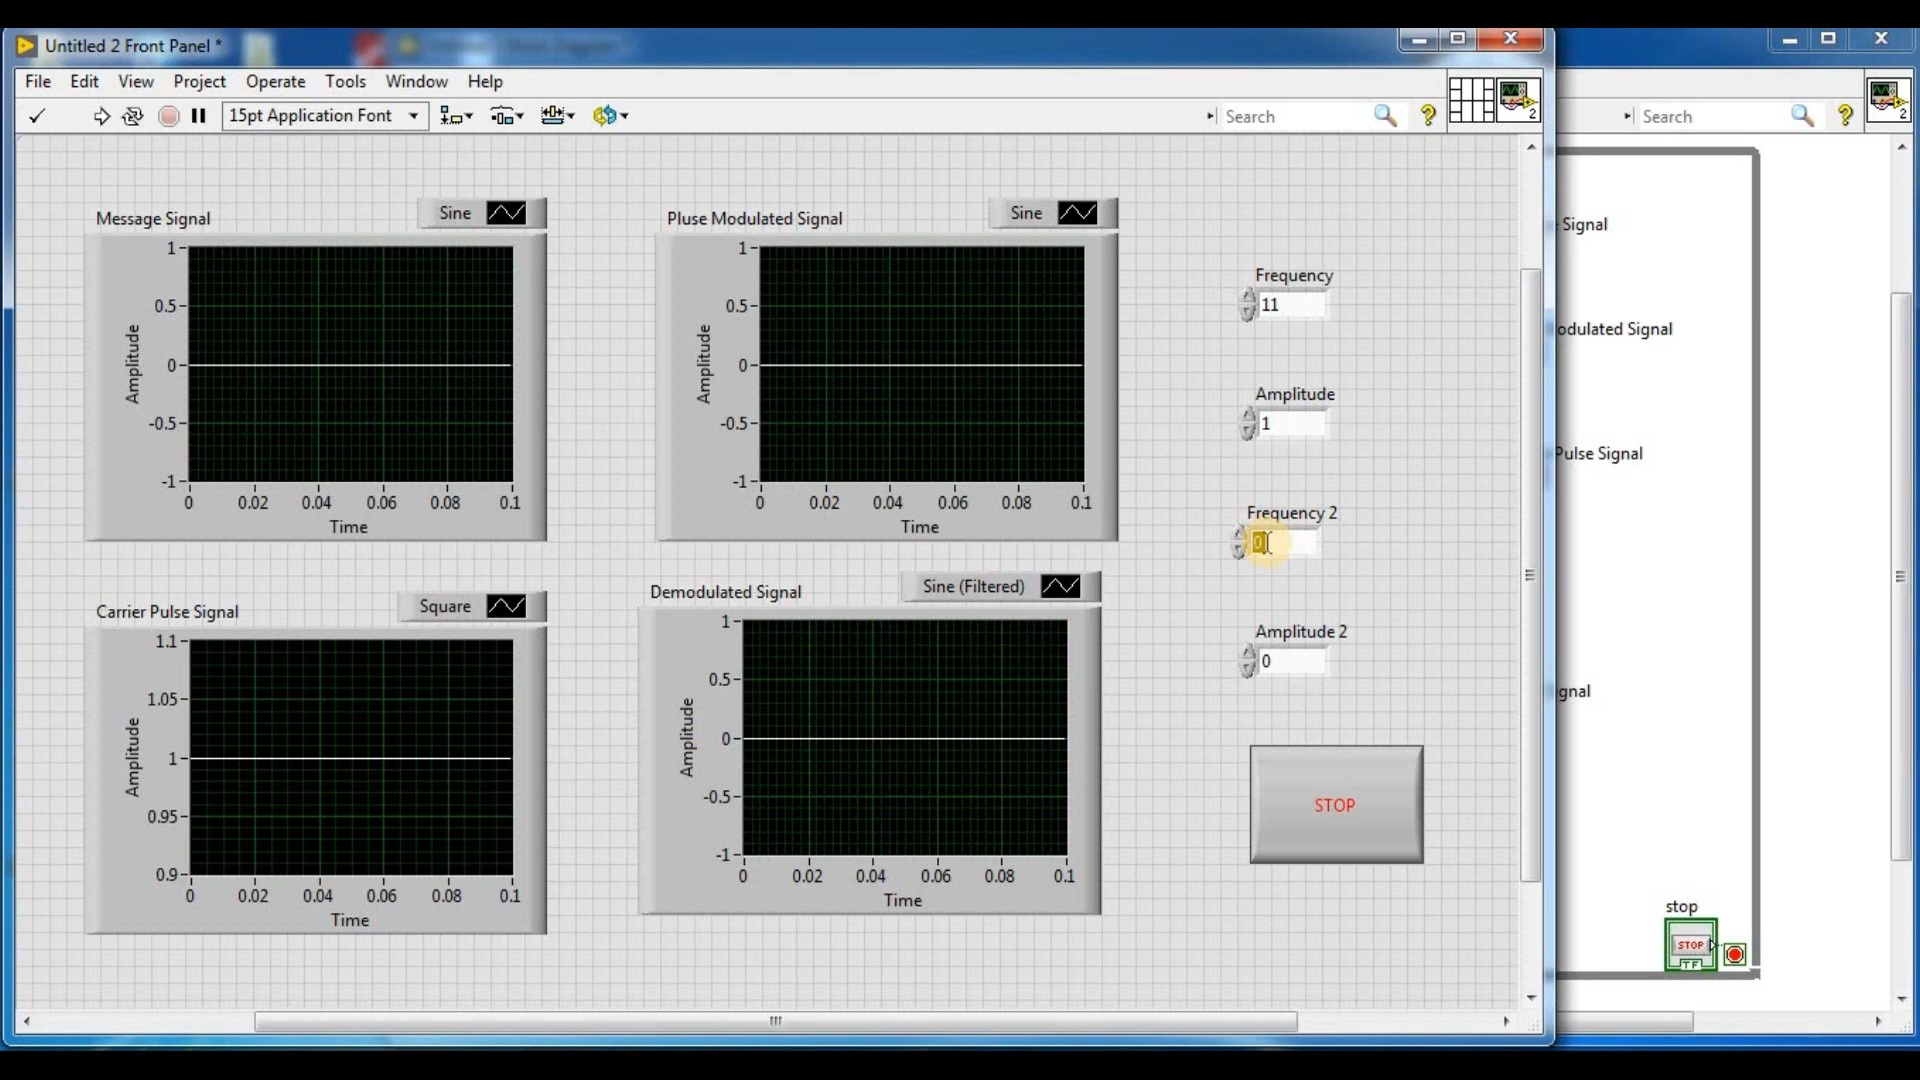 Untitled 2 Front Panel *
File Edit View Project Operate Tools Window Help
15pt Application Font
Search
2
Search
2
Message Signal
Sine
Amplitude
1
0.5
0
-0.5
-1
0 0.02 0.04 0.06 0.08 0.1
Time
Pluse Modulated Signal
Sine
Amplitude
1
0.5
0
-0.5
-1
0 0.02 0.04 0.06 0.08 0.1
Time
Carrier Pulse Signal
Square
Amplitude
1.1
1.05
1
0.95
0.9
0 0.02 0.04 0.06 0.08 0.1
Time
Demodulated Signal
Sine (Filtered)
Amplitude
1
0.5
0
-0.5
-1
0 0.02 0.04 0.06 0.08 0.1
Time
Frequency
11
Amplitude
1
Frequency 2
0
Amplitude 2
0
STOP
Signal
odulated Signal
Pulse Signal
gnal
stop
STOP
TF